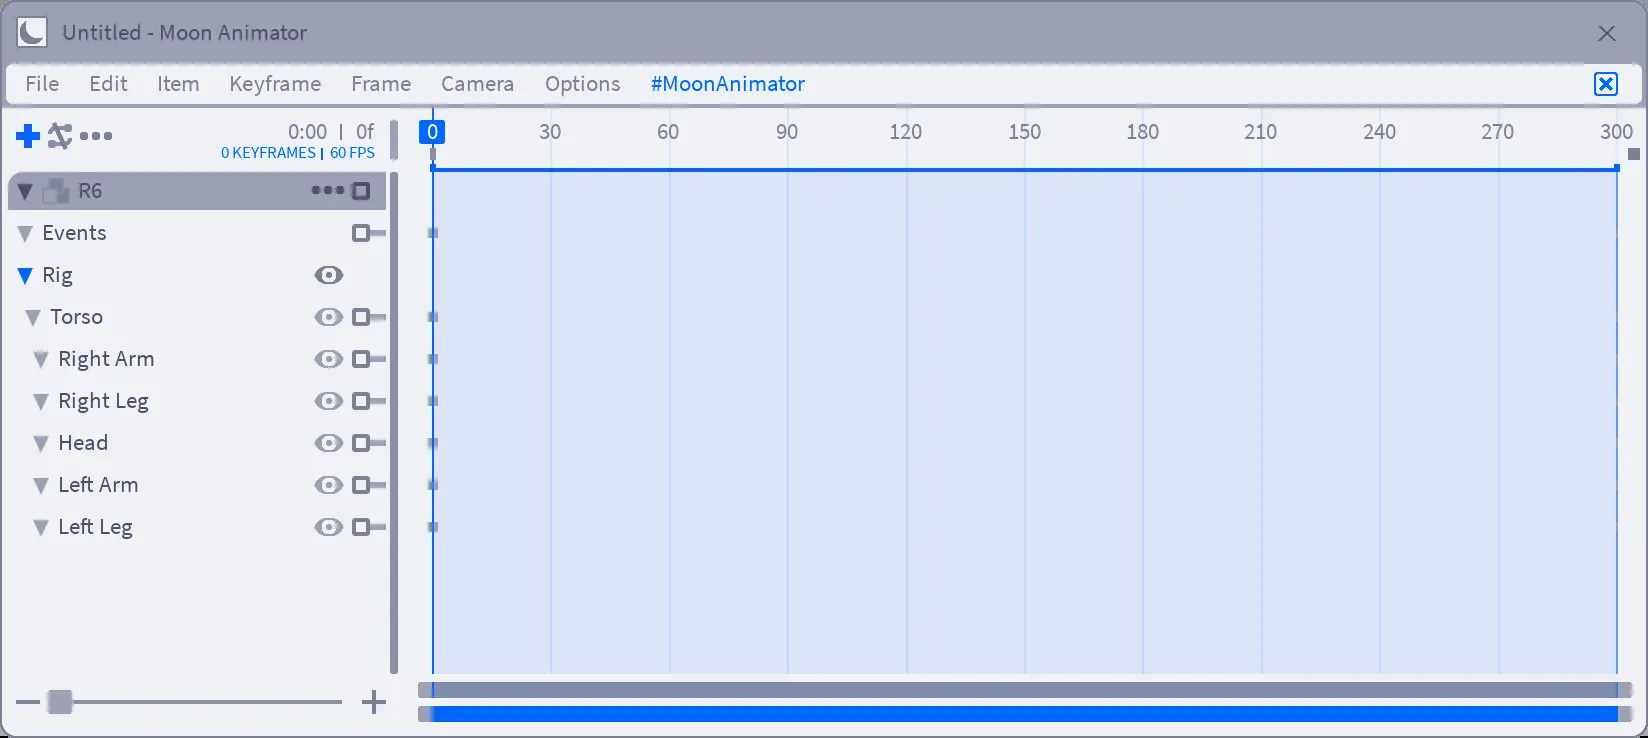 Untitled - Moon Animator
File Edit Item Keyframe Frame Camera Options #MoonAnimator
0:00 | 0f
0 KEYFRAMES | 60 FPS
0 30 60 90 120 150 180 210 240 270 300
R6
Events
Rig
Torso
Right Arm
Right Leg
Head
Left Arm
Left Leg